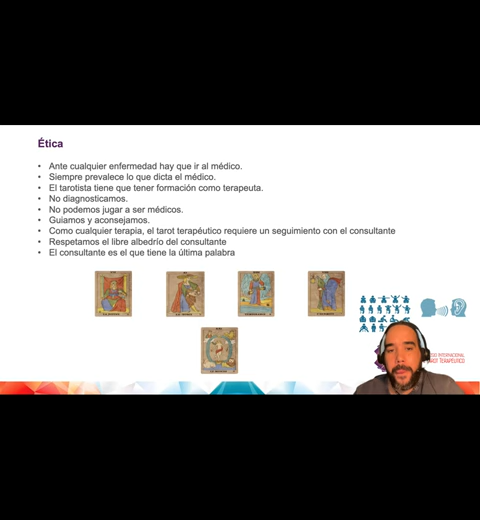 Ética
• Ante cualquier enfermedad hay que ir al médico.
• Siempre prevalece lo que dicta el médico.
• El tarotista tiene que tener formación como terapeuta.
• No diagnosticamos.
• No podemos jugar a ser médicos.
• Guiamos y aconsejamos.
• Como cualquier terapia, el tarot terapéutico requiere un seguimiento con el consultante
• Respetamos el libre albedrío del consultante
• El consultante es el que tiene la última palabra
INTERNACIONAL
TERAPÉUTICO